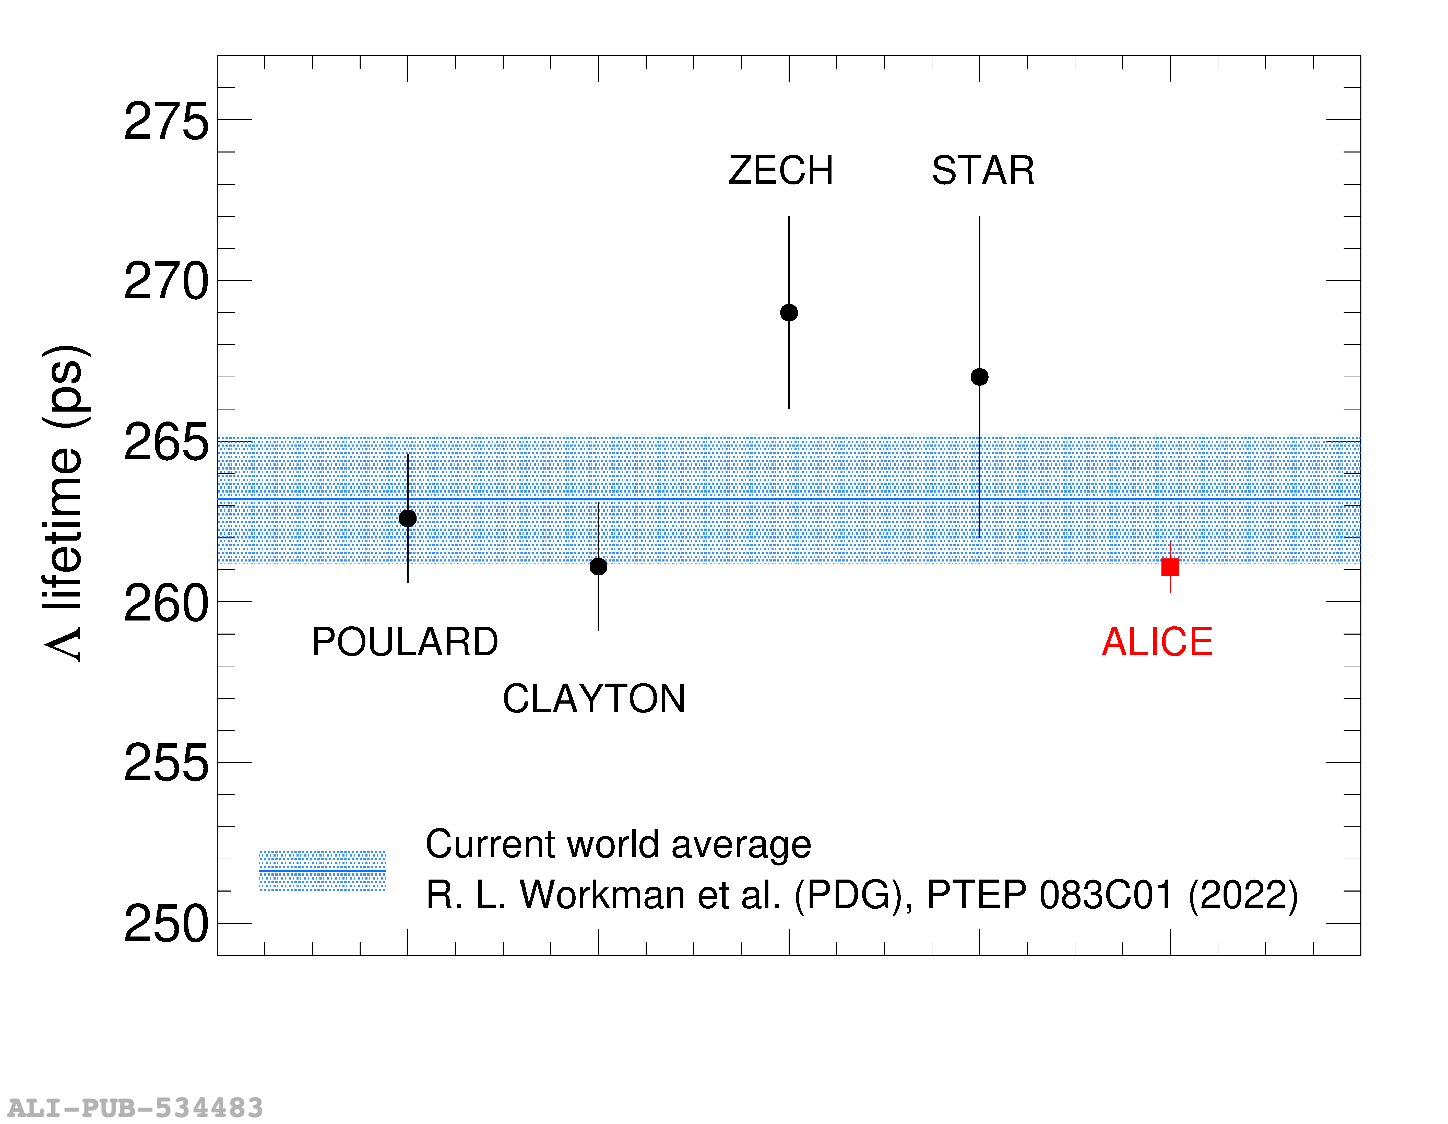 275
ZECH STAR
270
Λ lifetime (ps)
265
260
POULARD ALICE
CLAYTON
255
Current world average
R. L. Workman et al. (PDG), PTEP 083C01 (2022)
250
ALI-PUB-534483